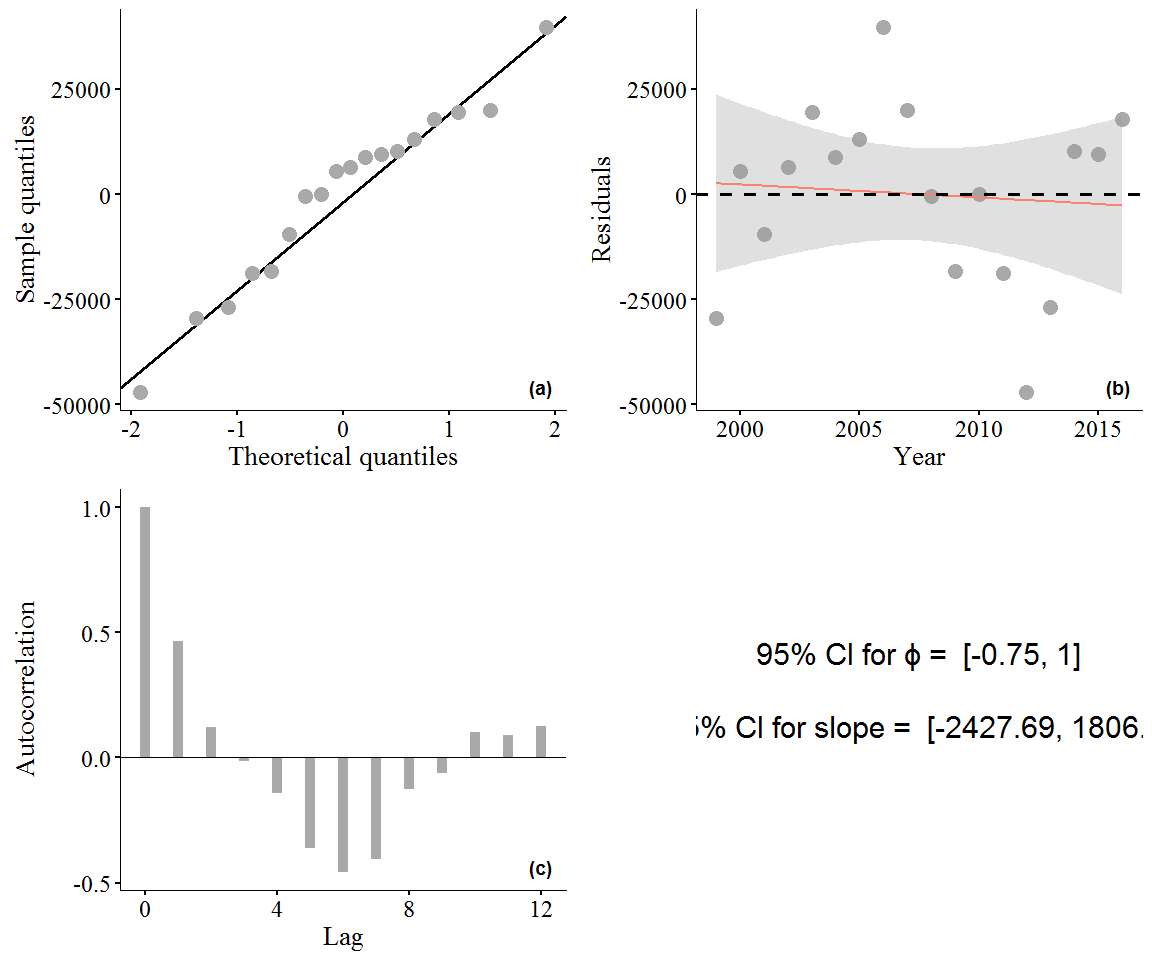 25000
0
-25000
-50000
Sample quantiles
-2 -1 0 1 2
Theoretical quantiles
(a)
25000
0
-25000
-50000
Residuals
2000 2005 2010 2015
Year
(b)
1.0
0.5
0.0
-0.5
Autocorrelation
0 4 8 12
Lag
(c)
95% CI for ϕ = [-0.75, 1]
% CI for slope = [-2427.69, 1806.